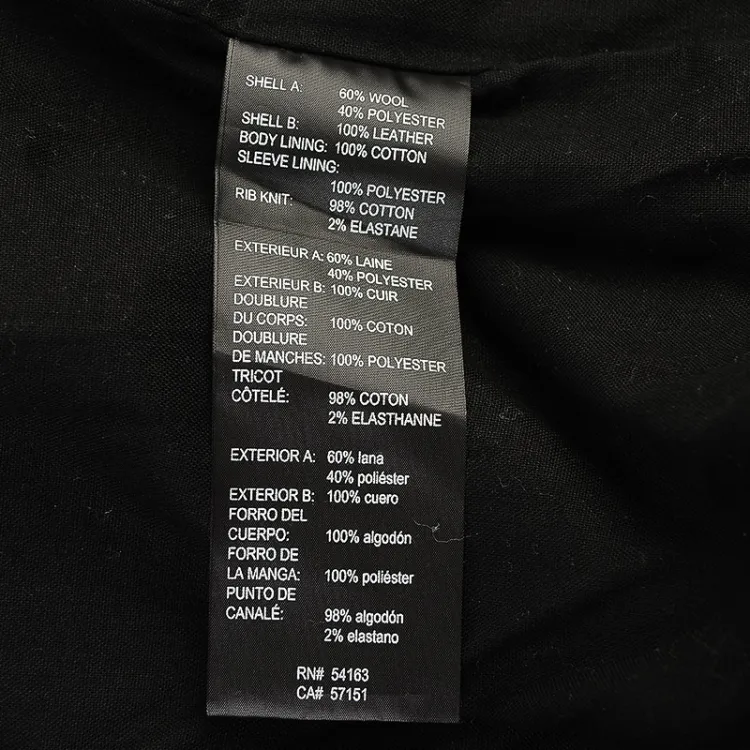 SHELL A: 60% WOOL
40% POLYESTER
SHELL B: 100% LEATHER
BODY LINING: 100% COTTON
SLEEVE LINING:
100% POLYESTER
RIB KNIT: 98% COTTON
2% ELASTANE
EXTERIEUR A: 60% LAINE
40% POLYESTER
EXTERIEUR B: 100% CUIR
DOUBLURE
DU CORPS: 100% COTON
DOUBLURE
DE MANCHES: 100% POLYESTER
TRICOT
CÔTELÉ: 98% COTON
2% ELASTHANNE
EXTERIOR A: 60% lana
40% poliéster
EXTERIOR B: 100% cuero
FORRO DEL
CUERPO: 100% algodón
FORRO DE
LA MANGA: 100% poliéster
PUNTO DE
CANALÉ: 98% algodón
2% elastano
RN# 54163
CA# 57151